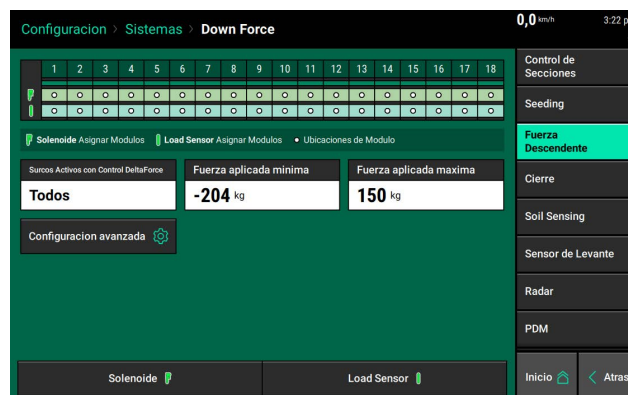 Configuracion > Sistemas > Down Force
0,0 km/h 3:22 p
1 2 3 4 5 6 7 8 9 10 11 12 13 14 15 16 17 18
Solenoide Asignar Modulos Load Sensor Asignar Modulos Ubicaciones de Modulo
Surcos Activos con Control DeltaForce
Todos
Fuerza aplicada minima
-204 kg
Fuerza aplicada maxima
150 kg
Configuracion avanzada
Solenoide
Load Sensor
Control de
Secciones
Seeding
Fuerza
Descendente
Cierre
Soil Sensing
Sensor de Levante
Radar
PDM
Inicio
< Atras